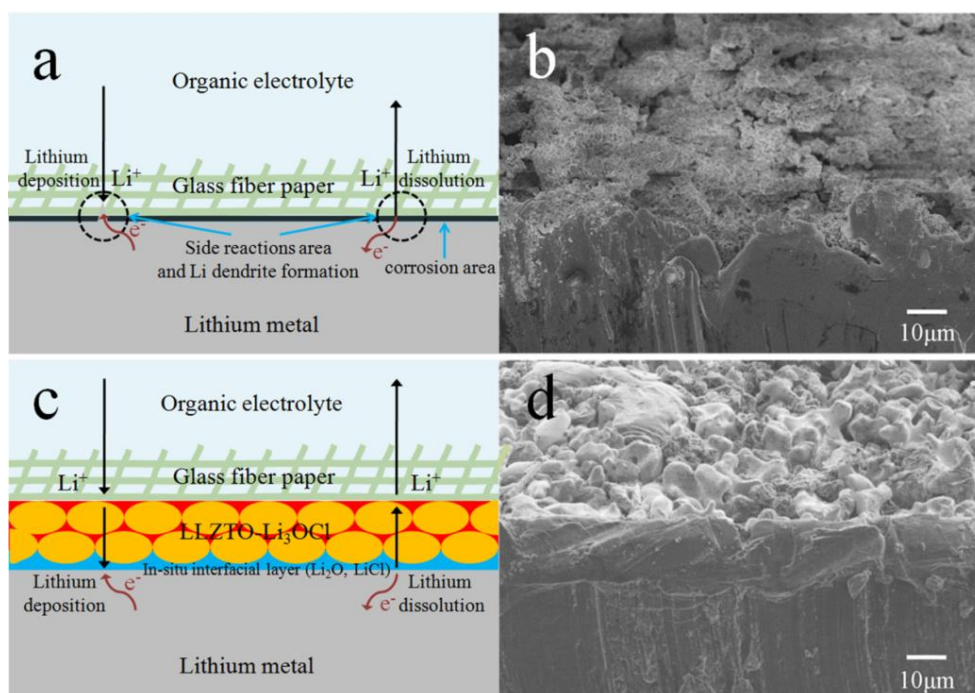 a
Organic electrolyte
Lithium
deposition
Li⁺
Glass fiber paper
Li⁺
Lithium
dissolution
e⁻
e⁻
Side reactions area
and Li dendrite formation
corrosion area
Lithium metal
b
10μm
c
Organic electrolyte
Glass fiber paper
Li⁺
Li⁺
LLZTO-Li₃OCl
In-situ interfacial layer (Li₂O, LiCl)
Lithium
deposition
e⁻
e⁻
Lithium
dissolution
Lithium metal
d
10μm